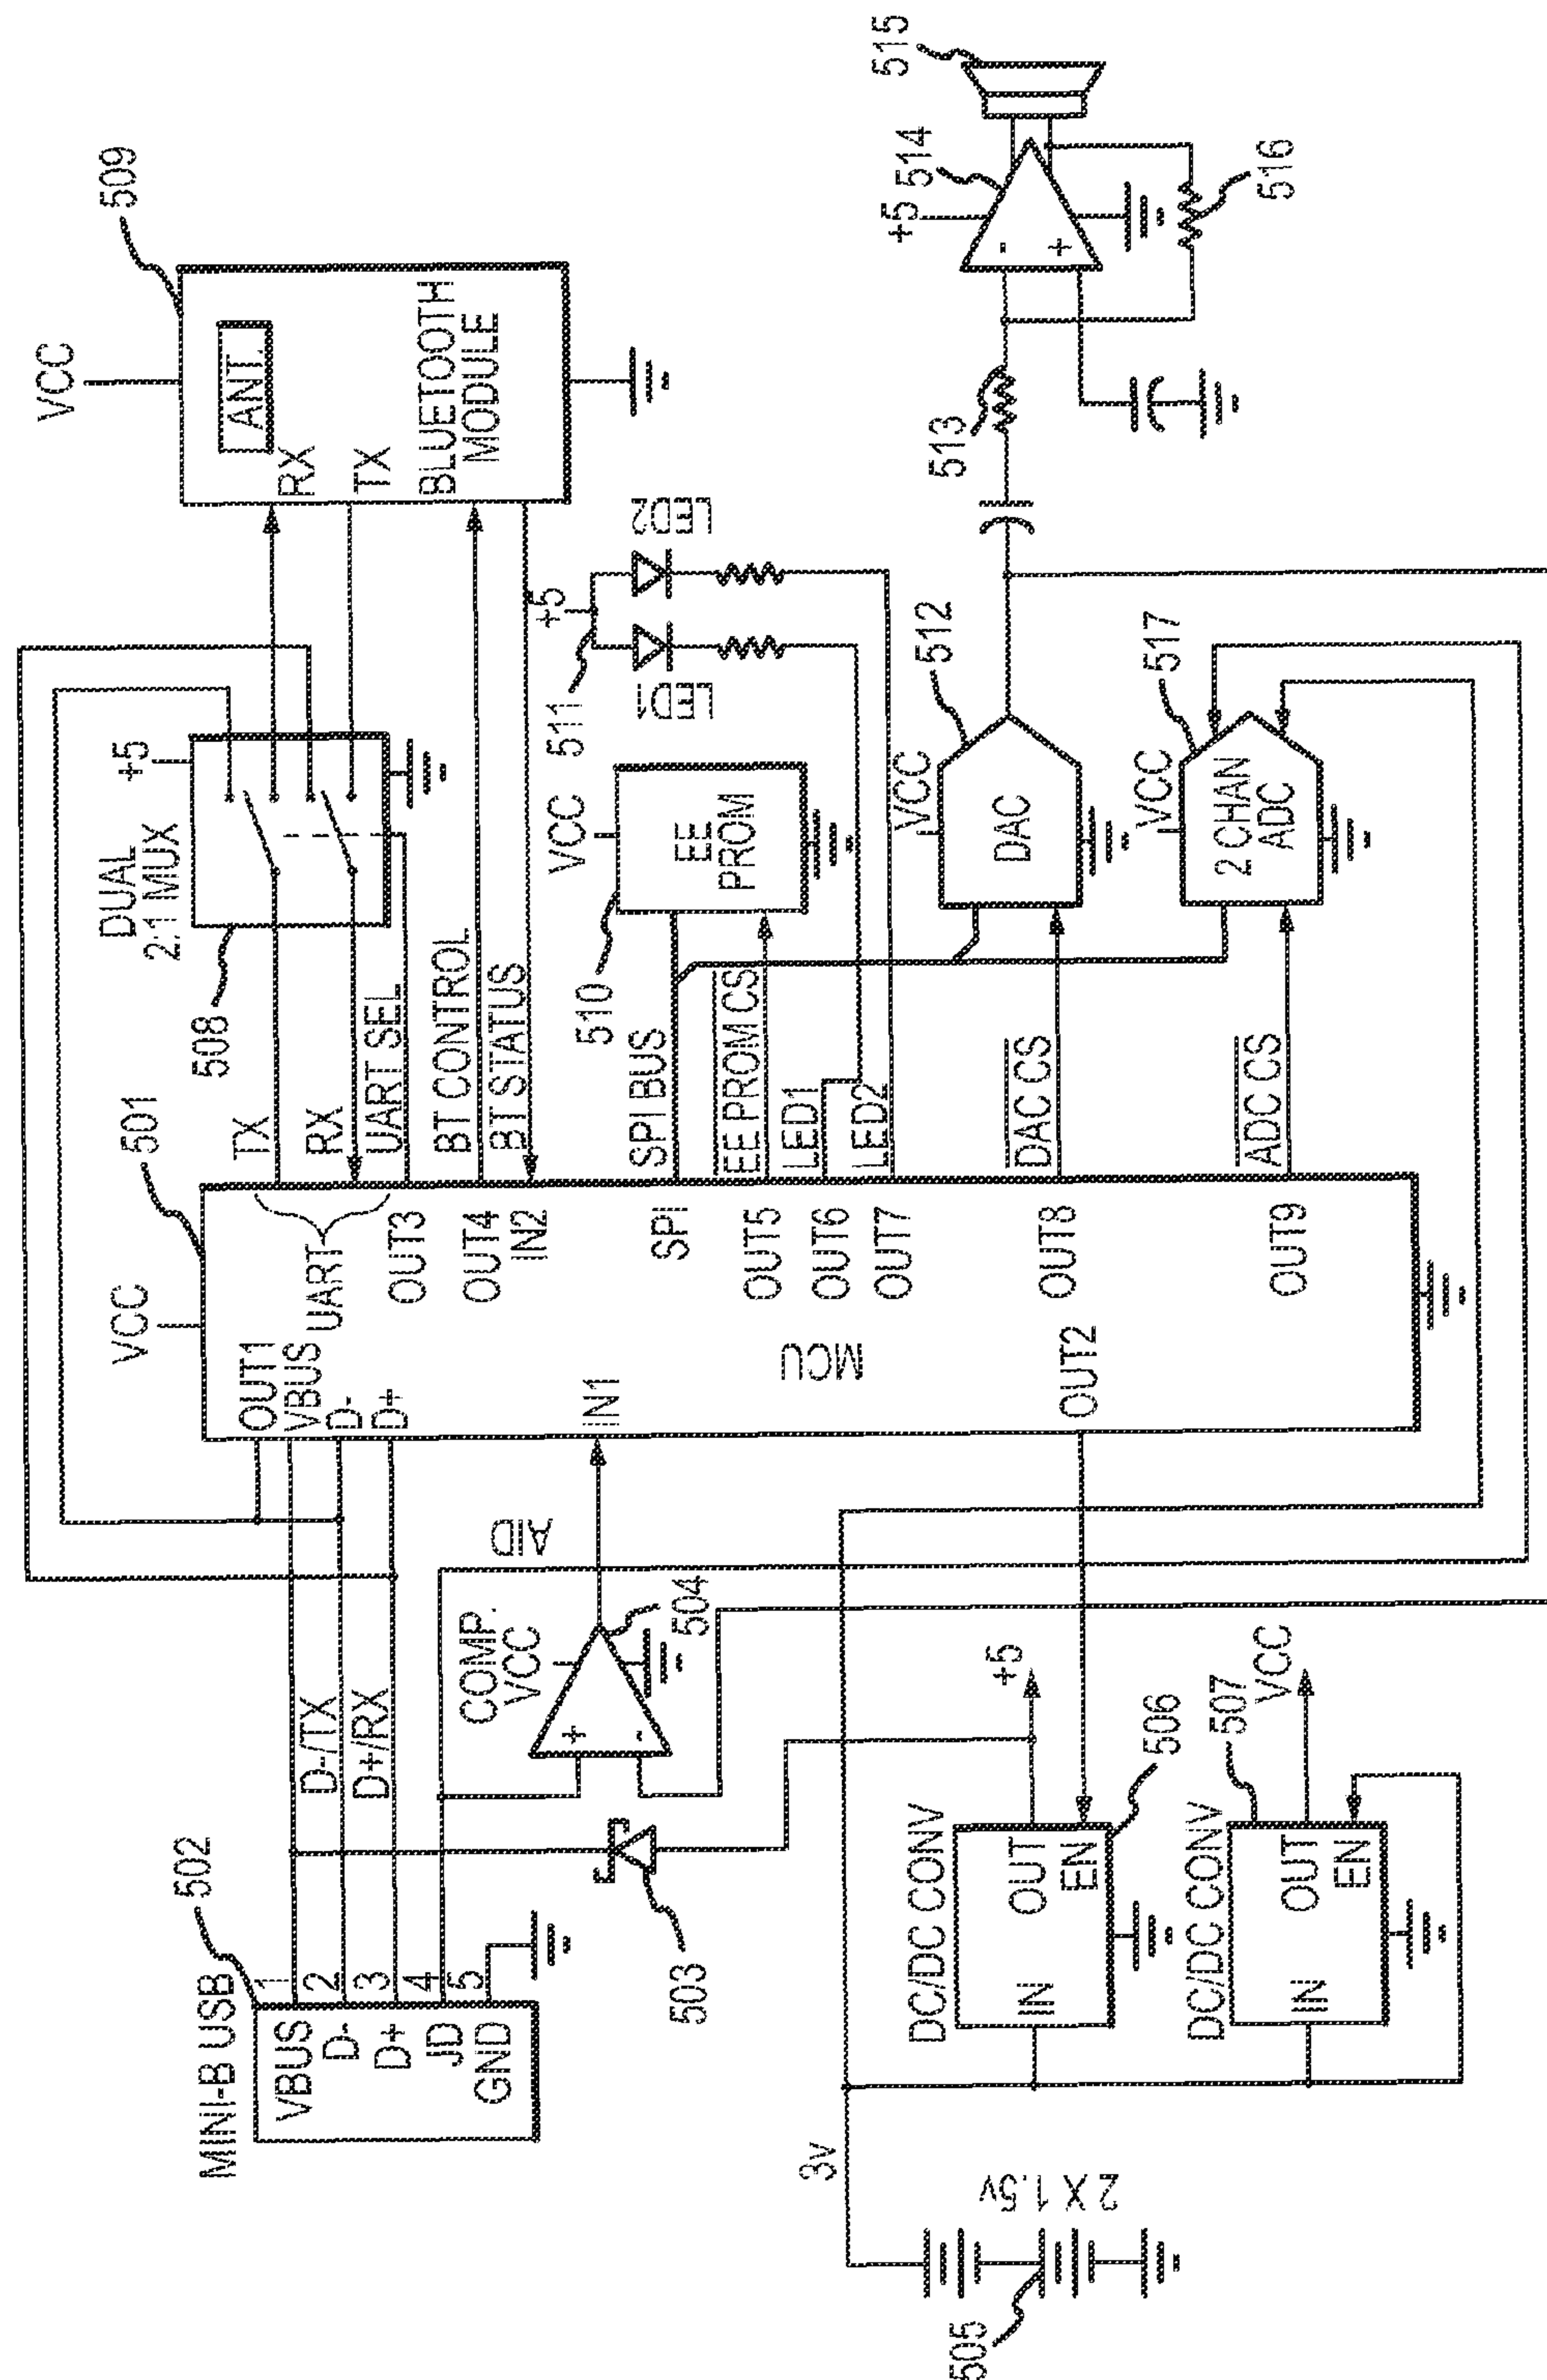 MINI-B USB
502
VBUS
1
D-
2
D+
3
JD
4
GND
5
D-/TX
D+/RX
503
COMP.
VCC
+
-
504
AID
3v
2 X 1.5v
505
DC/DC CONV
IN
OUT
EN
+5
506
DC/DC CONV
IN
OUT
EN
507
VCC
VCC
501
OUT1
VBUS
D-
D+
IN1
MCU
OUT2
UART
OUT3
OUT4
IN2
SPI
OUT5
OUT6
OUT7
OUT8
OUT9
TX
RX
UART SEL
BT CONTROL
BT STATUS
SPI BUS
EE PROM CS
LED1
LED2
DAC CS
ADC CS
DUAL
2:1 MUX
+5
508
VCC
509
ANT.
RX
TX
BLUETOOTH
MODULE
510
VCC
EE
PROM
511
+5
LED1
LED2
VCC
512
DAC
VCC
517
2 CHAN
ADC
513
+5
514
-
+
515
516